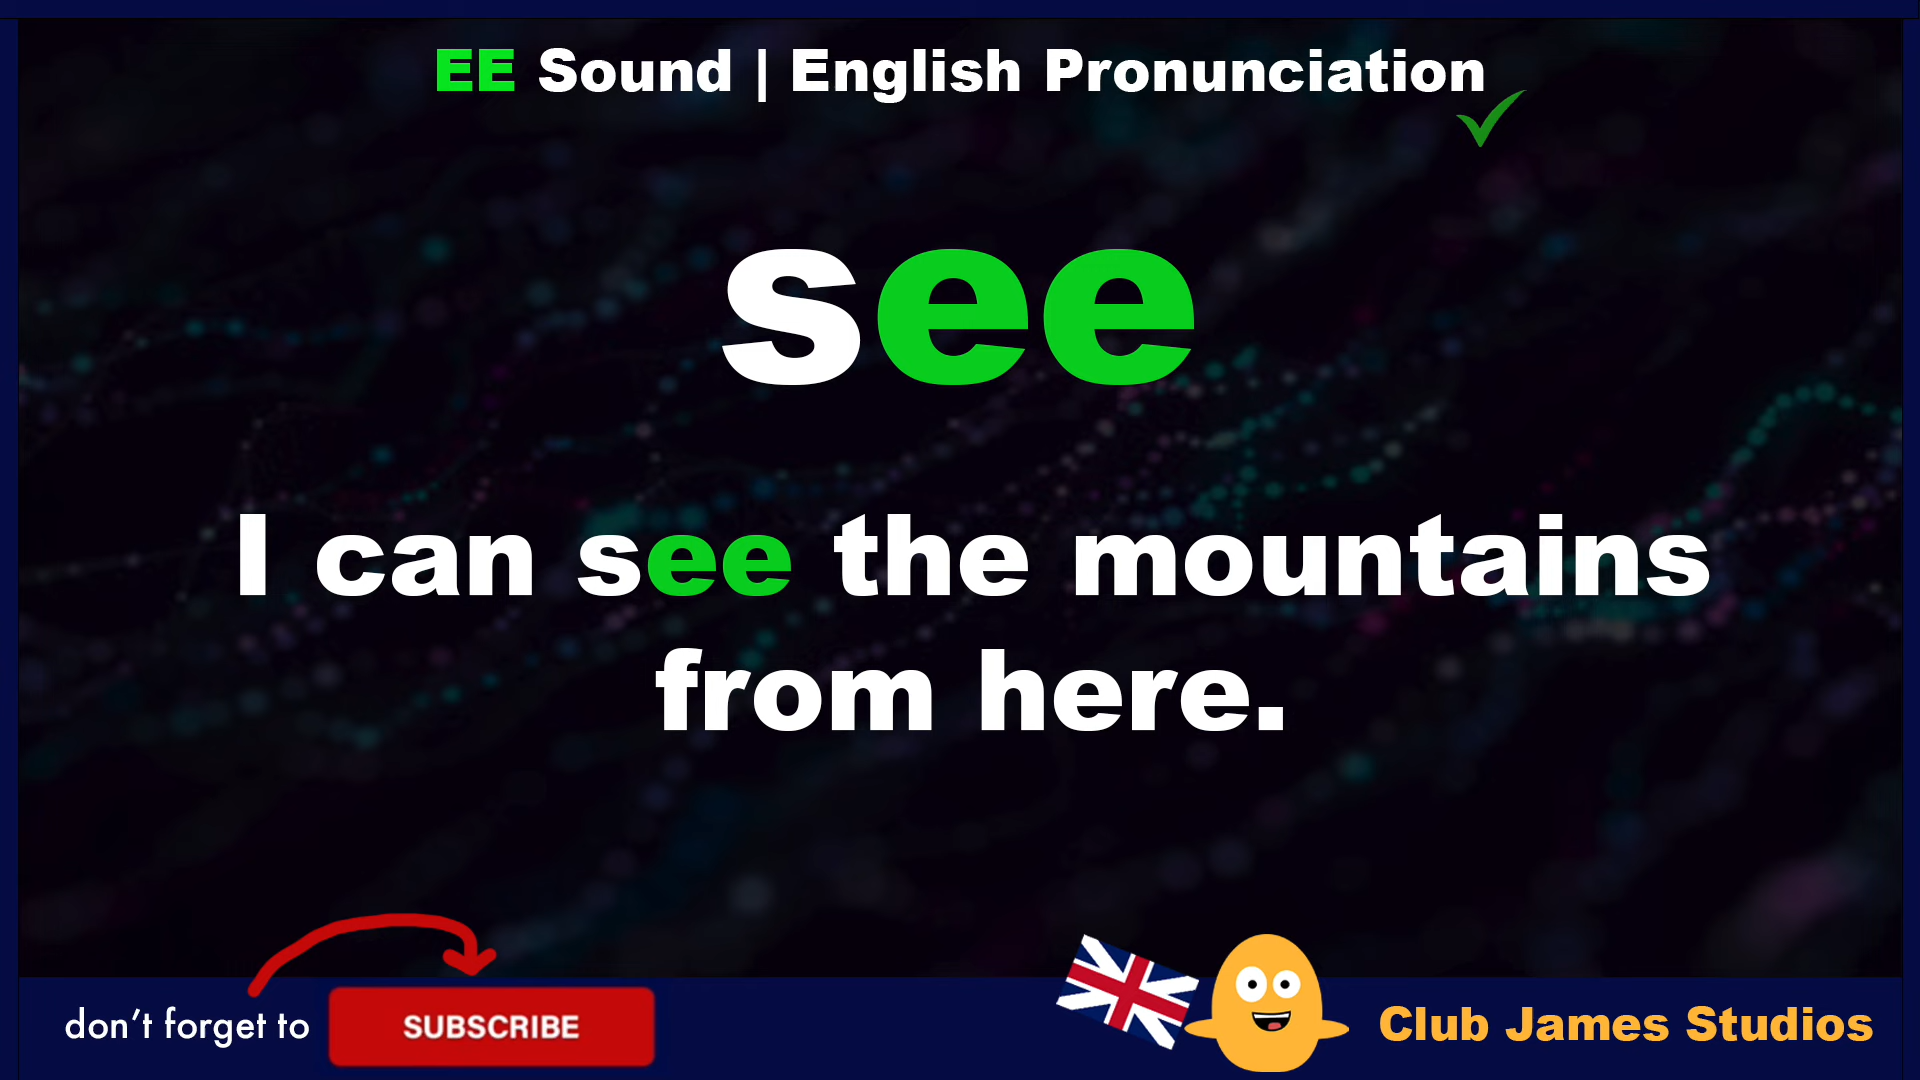 EE Sound | English Pronunciation
see
I can see the mountains
from here.
don't forget to
SUBSCRIBE
Club James Studios